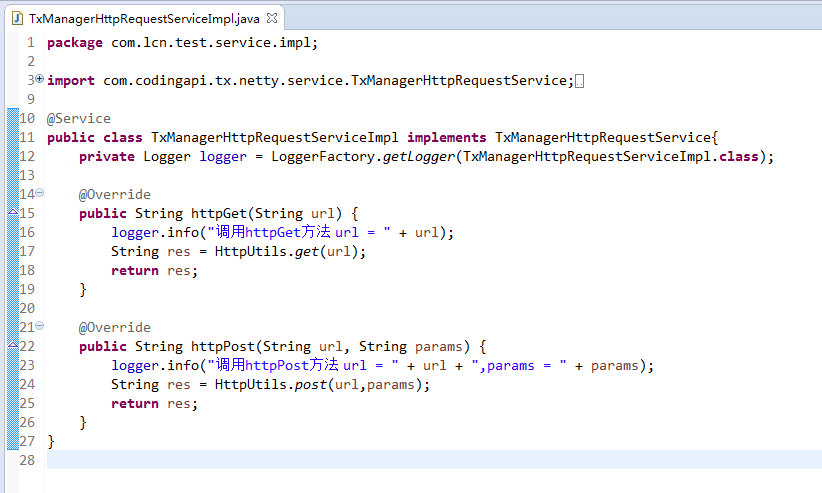 TxManagerHttpRequestServiceImpl.java
1 package com.lcn.test.service.impl;
2
3 import com.codingapi.tx.netty.service.TxManagerHttpRequestService;
9
10 @Service
11 public class TxManagerHttpRequestServiceImpl implements TxManagerHttpRequestService{
12     private Logger logger = LoggerFactory.getLogger(TxManagerHttpRequestServiceImpl.class);
13
14     @Override
15     public String httpGet(String url) {
16         logger.info("调用httpGet方法 url = " + url);
17         String res = HttpUtils.get(url);
18         return res;
19     }
20
21     @Override
22     public String httpPost(String url, String params) {
23         logger.info("调用httpPost方法 url = " + url + ",params = " + params);
24         String res = HttpUtils.post(url,params);
25         return res;
26     }
27 }
28